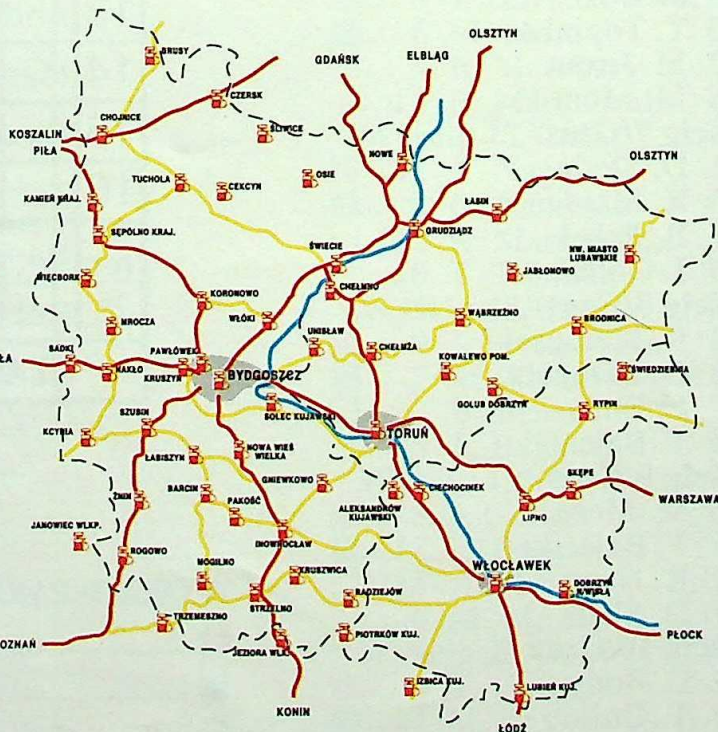 BRUSY
GDAŃSK
ELBLĄG
OLSZTYN
CZERSK
KOSZALIN
CHOJNICE
ŚLIWICE
PIŁA
NOWE
OLSZTYN
TUCHOLA
CEKCYN
OSIE
KAMIEŃ KRAJ.
ŁASIN
SĘPÓLNO KRAJ.
GRUDZIĄDZ
ŚWIECIE
NW. MIASTO
LUBAWSKIE
JABŁONOWO
WIĘCBORK
CHEŁMNO
KORONOWO
WĄBRZEŹNO
BRODNICA
MROCZA
WŁÓKI
UNISŁAW
CHEŁMŻA
SADKI
PAWŁÓWEK
KOWALEWO POM.
ŚWIEDZIEBNIA
NAKŁO
KRUSZYN
BYDGOSZCZ
GOLUB DOBRZYN
SZUBIN
SOLEC KUJAWSKI
RYPIN
KCYNIA
TORUŃ
ŁABISZYN
NOWA WIEŚ
WIELKA
GNIEWKOWO
SKĘPE
ŻNIN
BARCIN
PAKOŚĆ
ALEKSANDRÓW
KUJAWSKI
CIECHOCINEK
WARSZAWA
LIPNO
JANOWIEC WLKP.
INOWROCŁAW
ROGOWO
MOGILNO
KRUSZWICA
WŁOCŁAWEK
DOBRZYŃ
N/WISŁĄ
STRZELNO
RADZIEJÓW
TRZEMESZNO
PIOTRKÓW KUJ.
PŁOCK
OZNAŃ
JEZIORA WLK.
IZBICA KUJ.
LUBIEŃ KUJ.
KONIN
ŁÓDŹ